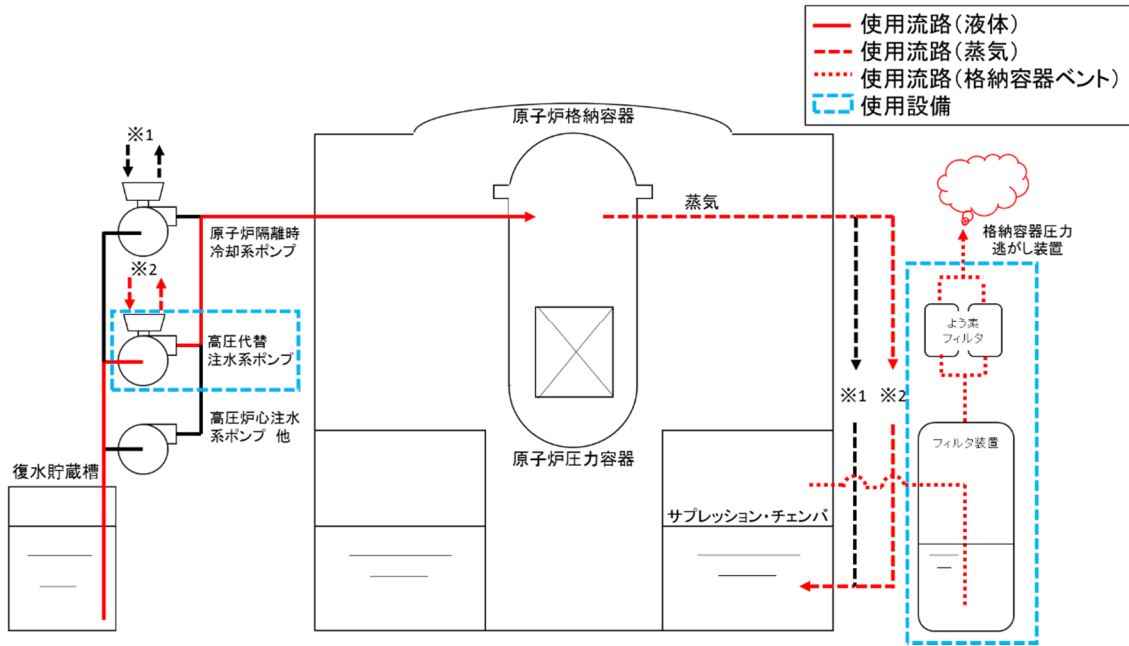 使用流路(液体)
使用流路(蒸気)
使用流路(格納容器ベント)
使用設備
原子炉格納容器
※1
蒸気
原子炉隔離時
冷却系ポンプ
格納容器圧力
逃がし装置
※2
よう素
フィルタ
高圧代替
注水系ポンプ
※1
※2
高圧炉心注水
系ポンプ 他
フィルタ装置
原子炉圧力容器
復水貯蔵槽
サプレッション・チェンバ